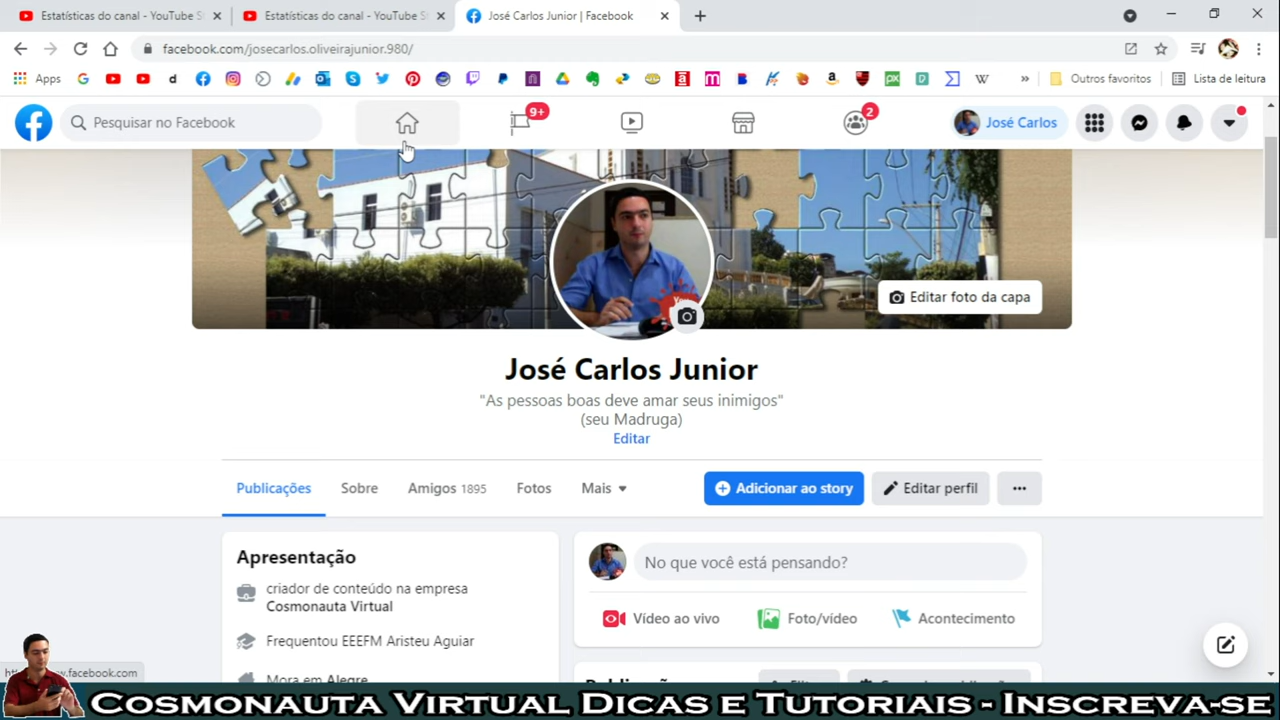 Estatísticas do canal - YouTube St
Estatísticas do canal - YouTube S
José Carlos Junior | Facebook
facebook.com/josecarlos.oliveirajunior.980/
Apps
Outros favoritos
Lista de leitura
Pesquisar no Facebook
9+
2
José Carlos
Editar foto da capa
José Carlos Junior
"As pessoas boas deve amar seus inimigos"
(seu Madruga)
Editar
Publicações
Sobre
Amigos 1895
Fotos
Mais
Adicionar ao story
Editar perfil
Apresentação
criador de conteúdo na empresa
Cosmonauta Virtual
Frequentou EEEFM Aristeu Aguiar
Mora em Alegre
No que você está pensando?
Vídeo ao vivo
Foto/vídeo
Acontecimento
Cosmonauta Virtual Dicas e Tutoriais - Inscreva-se